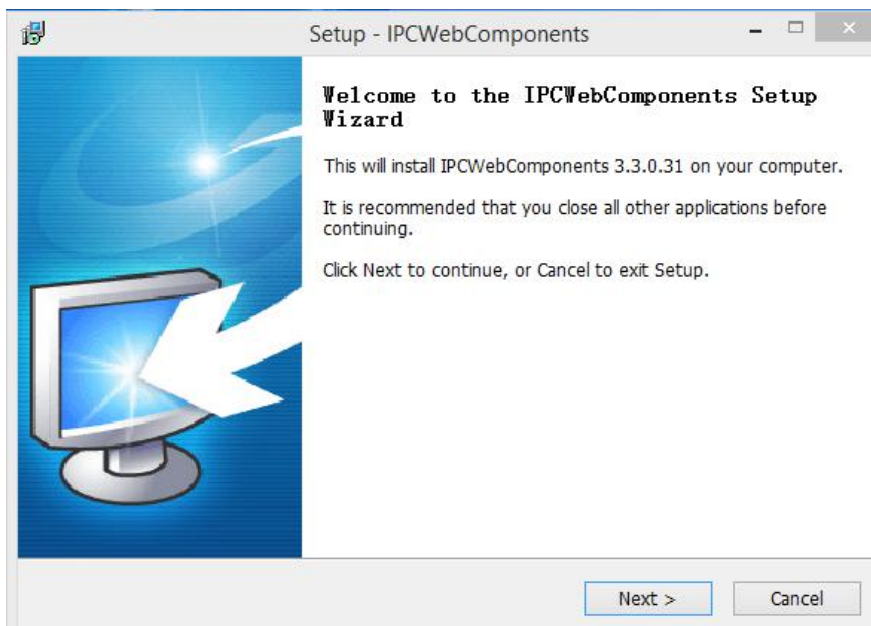 Setup - IPCWebComponents
Welcome to the IPCWebComponents Setup
Wizard
This will install IPCWebComponents 3.3.0.31 on your computer.
It is recommended that you close all other applications before
continuing.
Click Next to continue, or Cancel to exit Setup.
Next >
Cancel